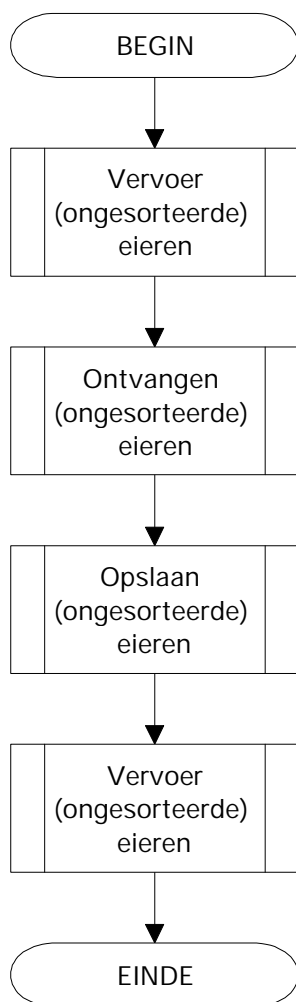 BEGIN
Vervoer
(ongesorteerde)
eieren
Ontvangen
(ongesorteerde)
eieren
Opslaan
(ongesorteerde)
eieren
Vervoer
(ongesorteerde)
eieren
EINDE